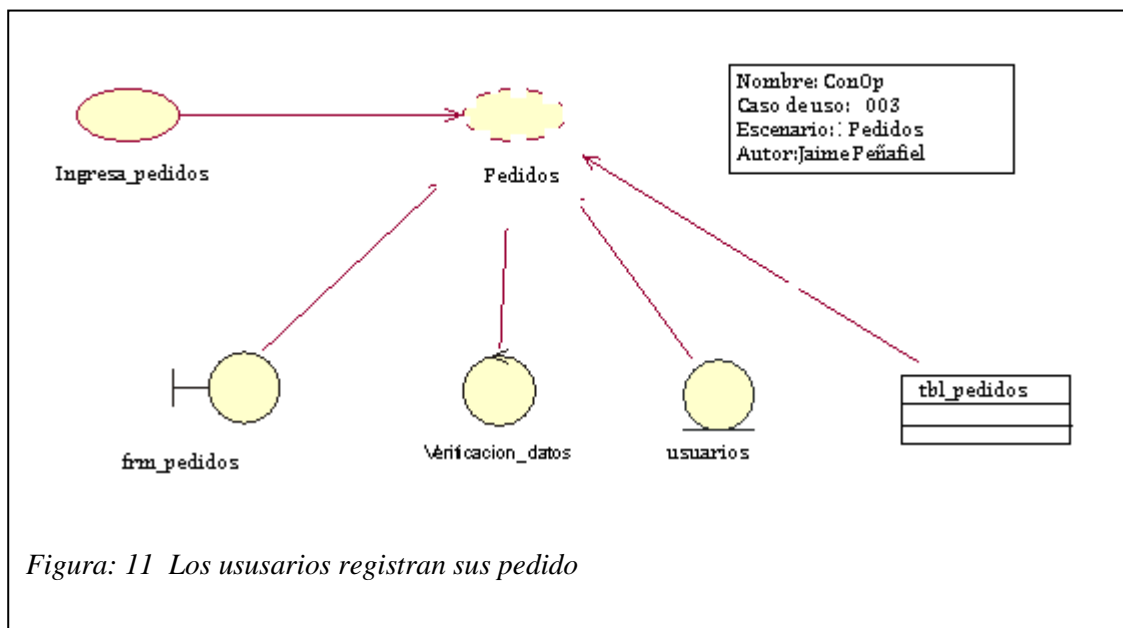 Nombre: ConOp
Caso de uso: 003
Escenario:: Pedidos
Autor:Jaime Peñafiel
Ingresa_pedidos
Pedidos
frm_pedidos
Verificacion_datos
usuarios
tbl_pedidos
Figura: 11 Los ususarios registran sus pedido